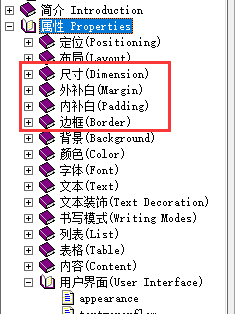 简介 Introduction
属性 Properties
定位(Positioning)
布局(Layout)
尺寸(Dimension)
外补白(Margin)
内补白(Padding)
边框(Border)
背景(Background)
颜色(Color)
字体(Font)
文本(Text)
文本装饰(Text Decoration)
书写模式(Writing Modes)
列表(List)
表格(Table)
内容(Content)
用户界面(User Interface)
appearance